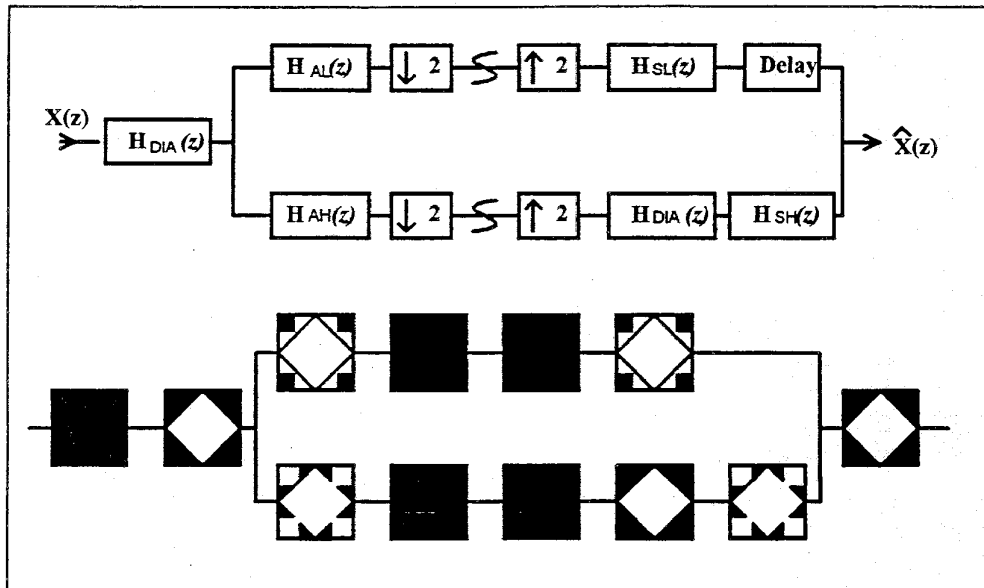 H AL(z) ↓ 2 ↑ 2 H SL(z) Delay
X(z)
H DIA (z)
X̂(z)
H AH(z) ↓ 2 ↑ 2 H DIA (z) H SH(z)